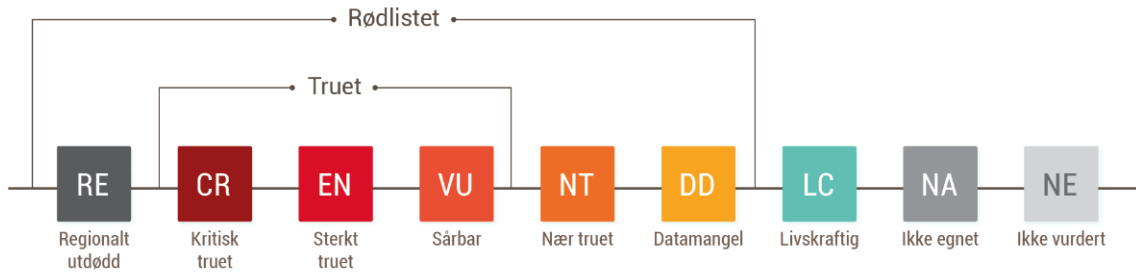 Rødlistet
Truet
RE CR EN VU NT DD LC NA NE
Regionalt Kritisk Sterkt Sårbar Nær truet Datamangel Livskraftig Ikke egnet Ikke vurdert
utdødd truet truet